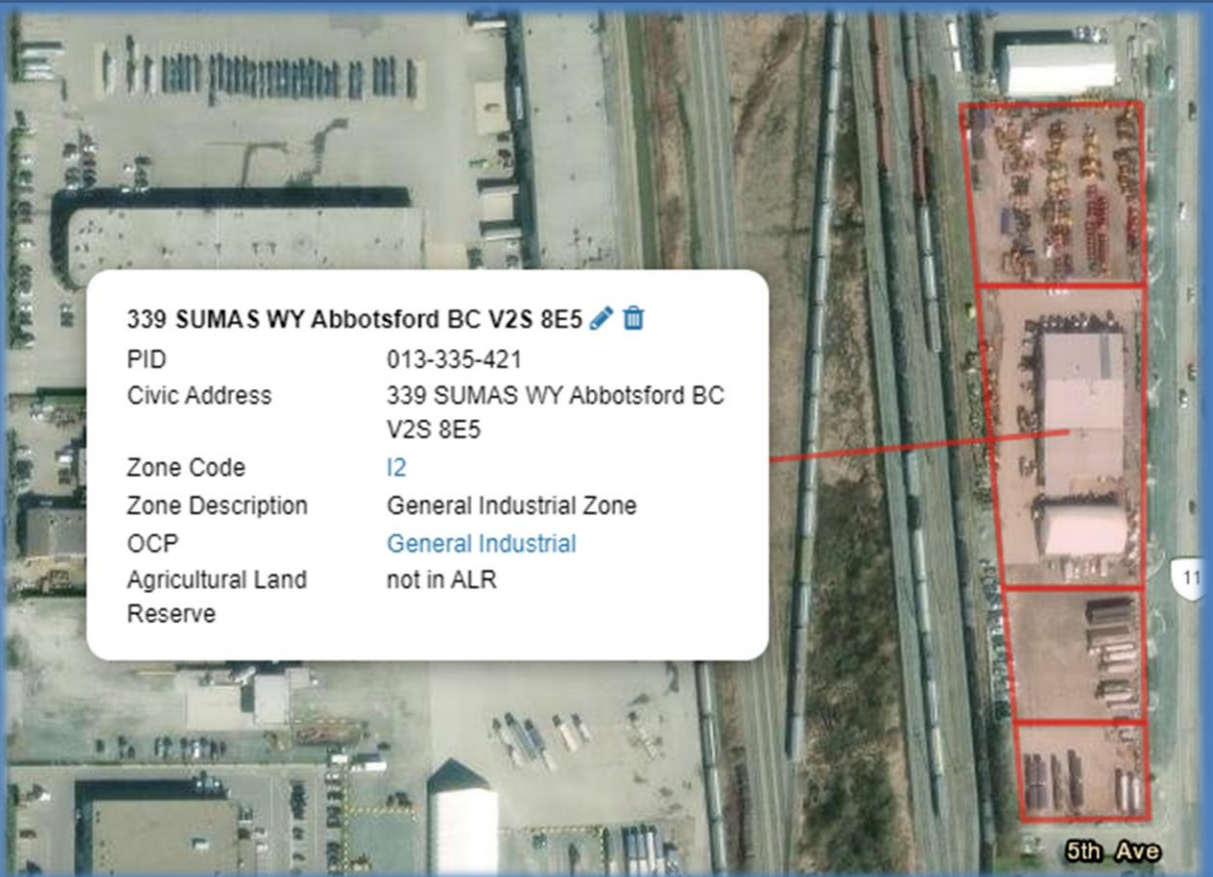 339 SUMAS WY Abbotsford BC V2S 8E5
PID 013-335-421
Civic Address 339 SUMAS WY Abbotsford BC
V2S 8E5
Zone Code I2
Zone Description General Industrial Zone
OCP General Industrial
Agricultural Land not in ALR
Reserve
11
5th Ave